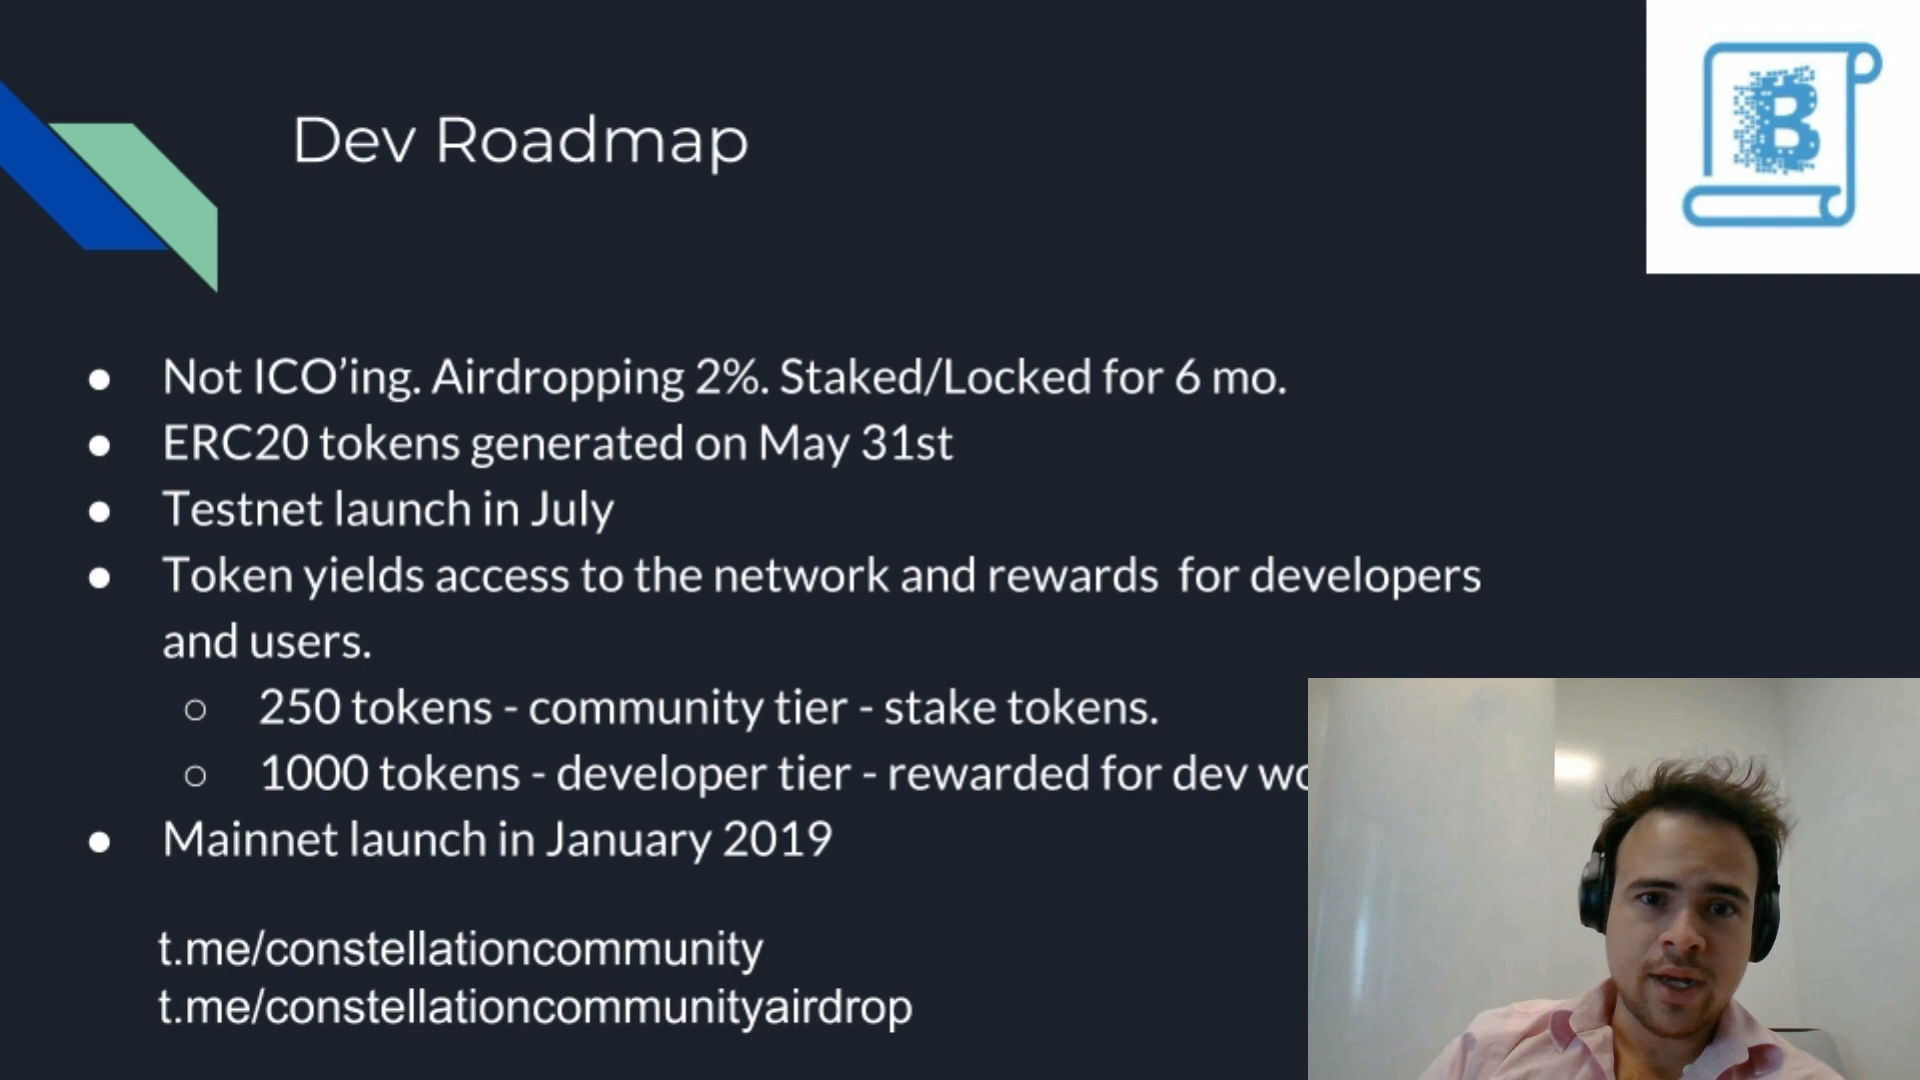 Dev Roadmap
● Not ICO’ing. Airdropping 2%. Staked/Locked for 6 mo.
● ERC20 tokens generated on May 31st
● Testnet launch in July
● Token yields access to the network and rewards for developers
and users.
○ 250 tokens - community tier - stake tokens.
○ 1000 tokens - developer tier - rewarded for dev
● Mainnet launch in January 2019
t.me/constellationcommunity
t.me/constellationcommunityairdrop